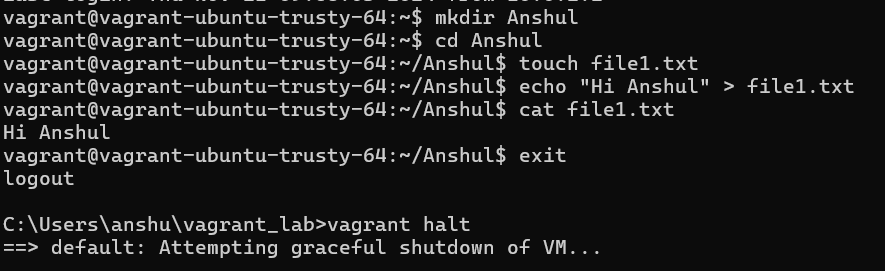 vagrant@vagrant-ubuntu-trusty-64:~$ mkdir Anshul
vagrant@vagrant-ubuntu-trusty-64:~$ cd Anshul
vagrant@vagrant-ubuntu-trusty-64:~/Anshul$ touch file1.txt
vagrant@vagrant-ubuntu-trusty-64:~/Anshul$ echo "Hi Anshul" > file1.txt
vagrant@vagrant-ubuntu-trusty-64:~/Anshul$ cat file1.txt
Hi Anshul
vagrant@vagrant-ubuntu-trusty-64:~/Anshul$ exit
logout
C:\Users\anshu\vagrant_lab>vagrant halt
==> default: Attempting graceful shutdown of VM...